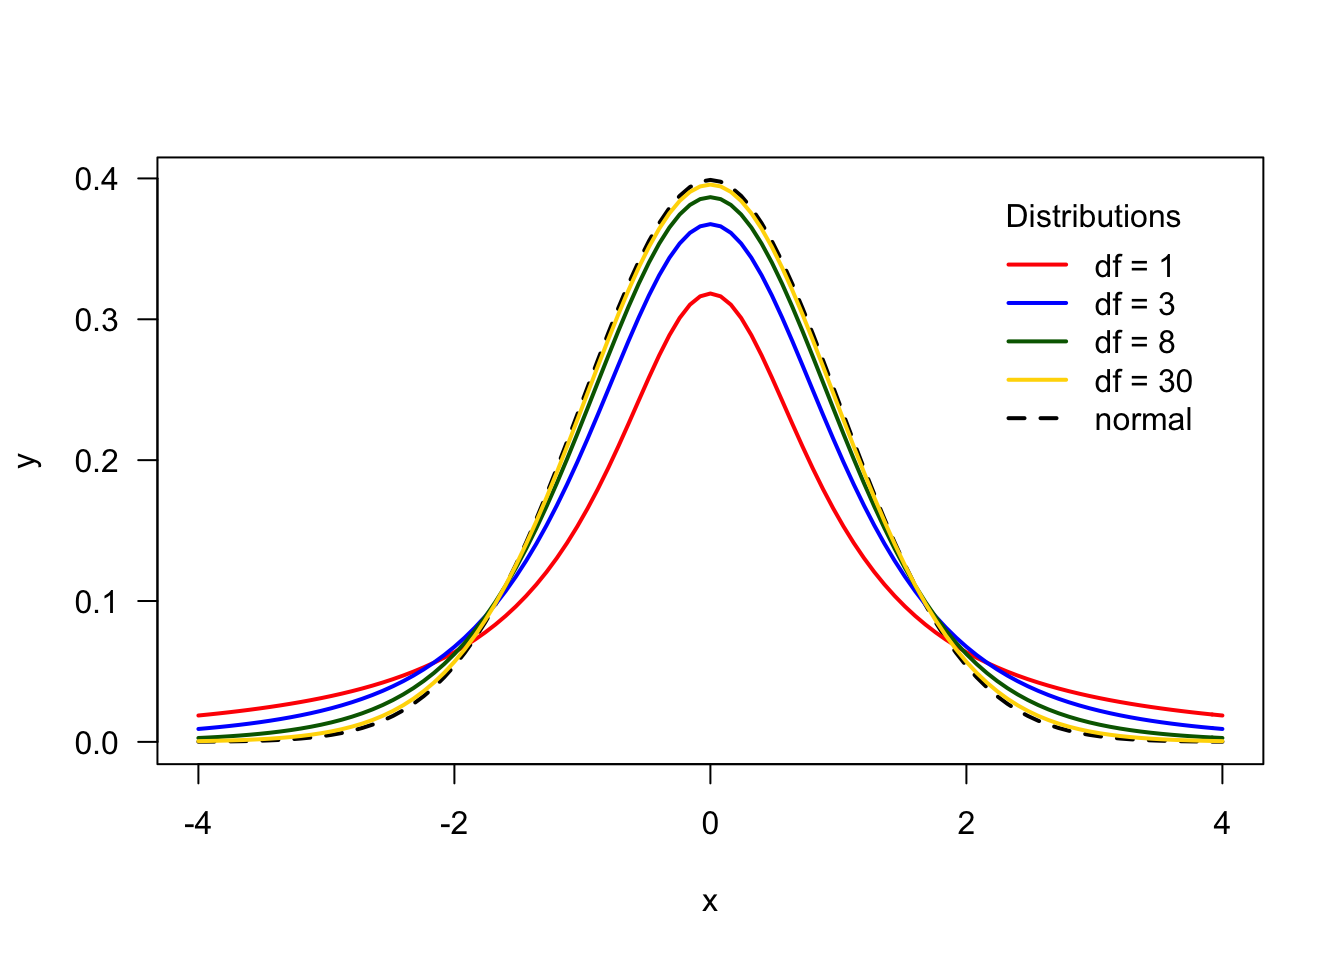 0.4
0.3
0.2
0.1
0.0
y
Distributions
df = 1
df = 3
df = 8
df = 30
normal
-4 -2 0 2 4
x